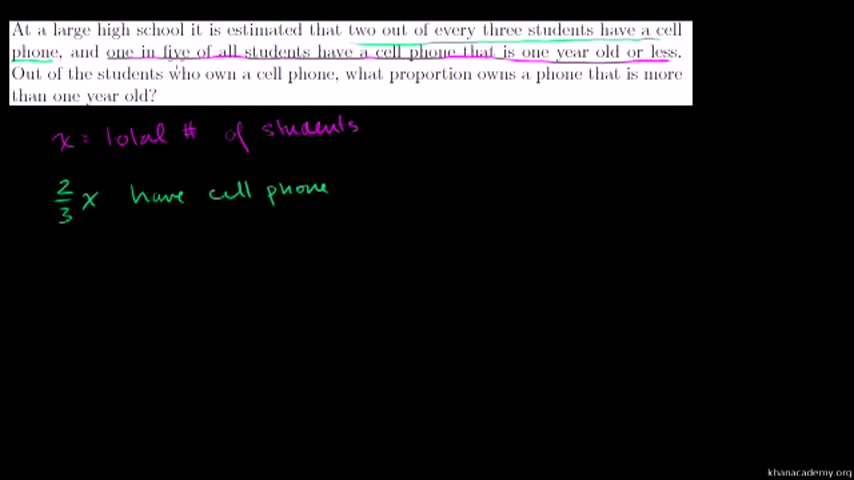 At a large high school it is estimated that two out of every three students have a cell
phone, and one in five of all students have a cell phone that is one year old or less.
Out of the students who own a cell phone, what proportion owns a phone that is more
than one year old?
x = total # of students
2/3 x have cell phone
khanacademy.org